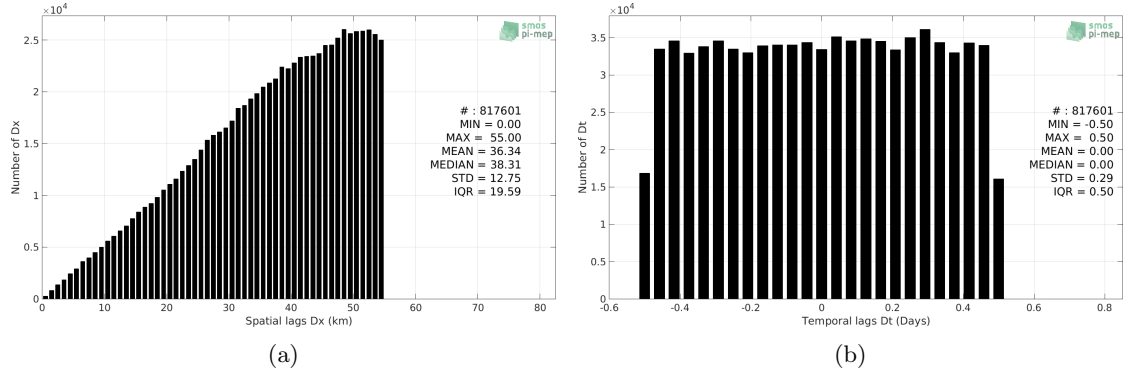 ×10⁴
2.5
2
1.5
1
0.5
0
0 10 20 30 40 50 60 70 80
Number of Dx
Spatial lags Dx (km)
smos
pi-mep
# : 817601
MIN = 0.00
MAX = 55.00
MEAN = 36.34
MEDIAN = 38.31
STD = 12.75
IQR = 19.59
(a)
×10⁴
3.5
3
2.5
2
1.5
1
0.5
0
-0.6 -0.4 -0.2 0 0.2 0.4 0.6 0.8
Number of Dt
Temporal lags Dt (Days)
smos
pi-mep
# : 817601
MIN = -0.50
MAX = 0.50
MEAN = 0.00
MEDIAN = 0.00
STD = 0.29
IQR = 0.50
(b)